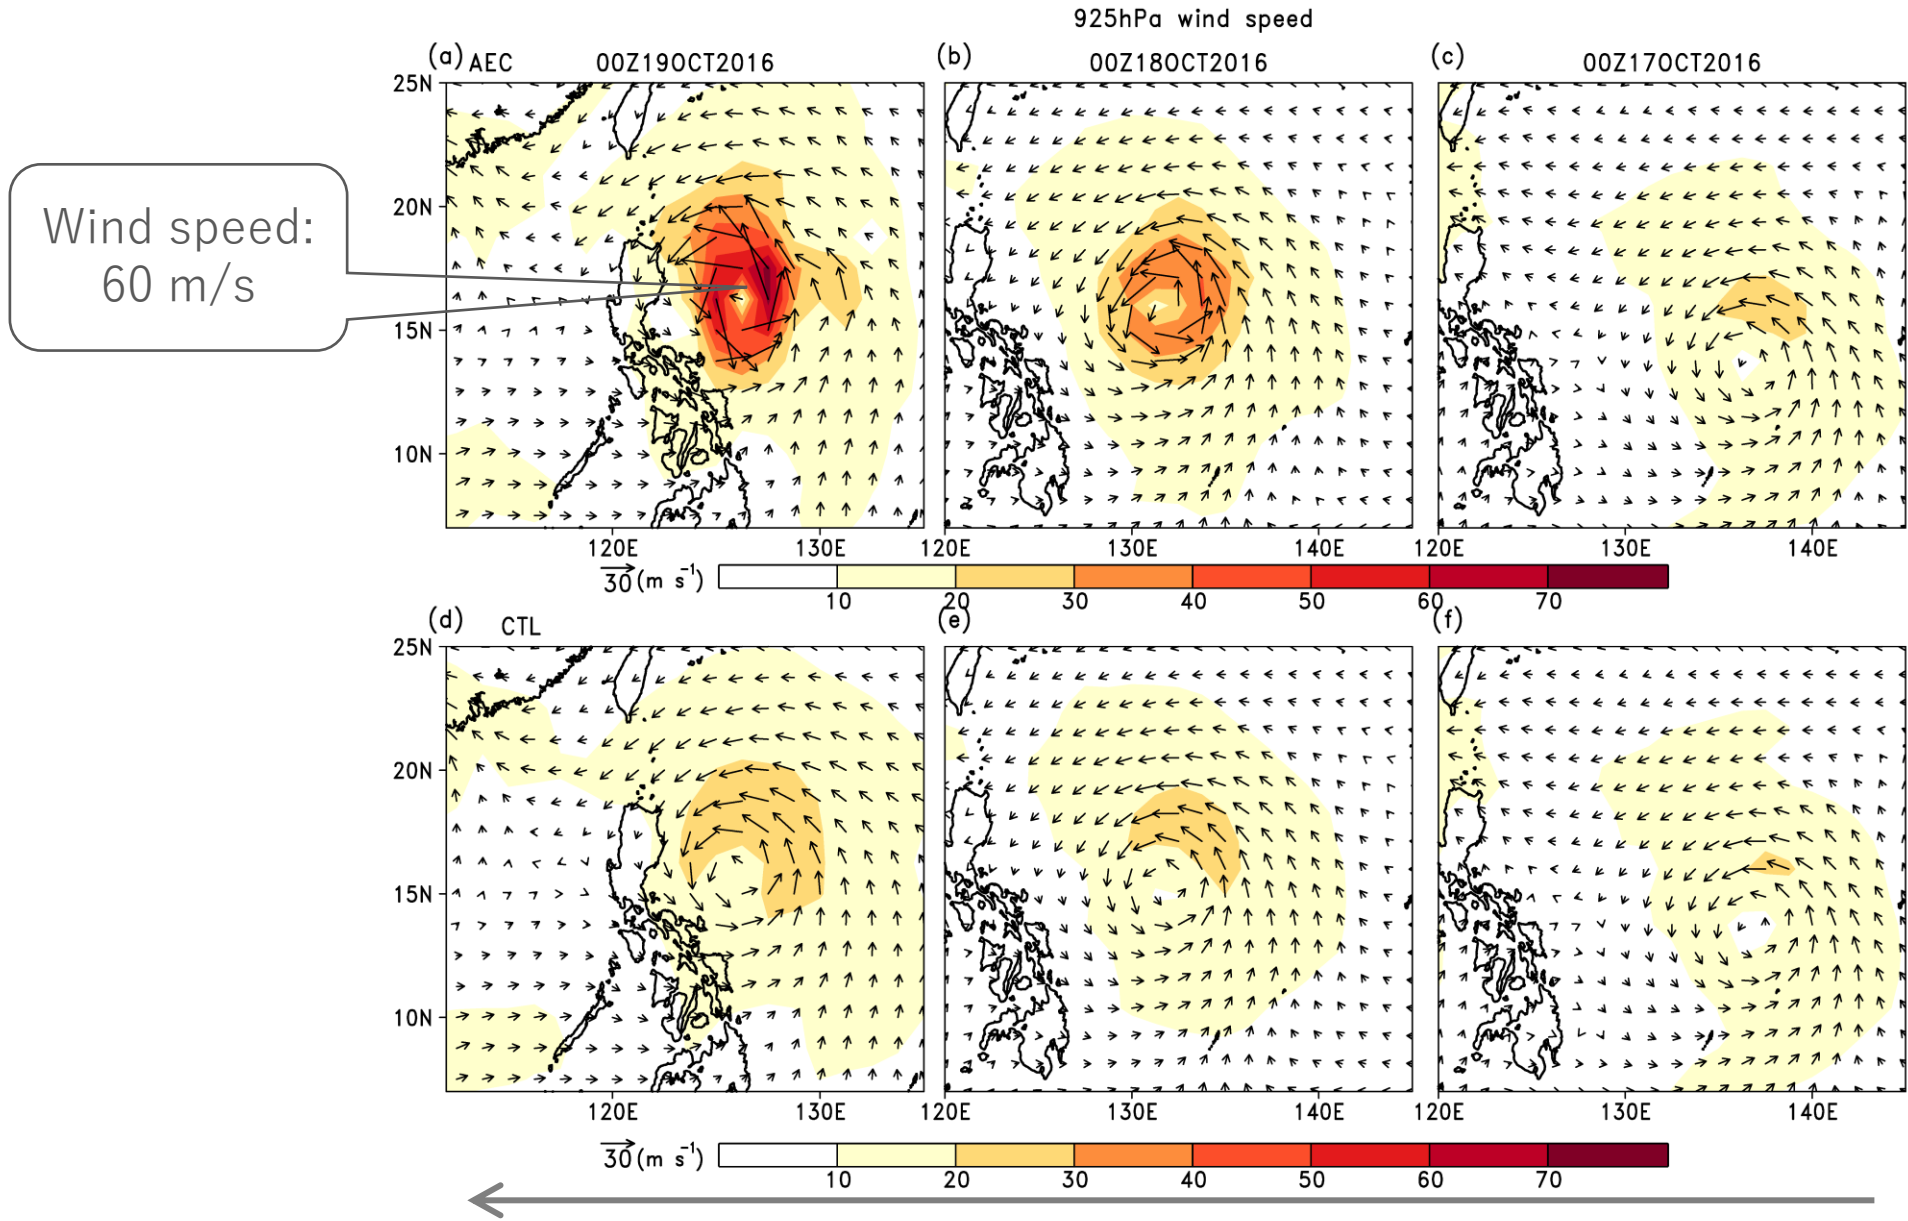 925hPa wind speed
(a) AEC 00Z19OCT2016
(b) 00Z18OCT2016
(c) 00Z17OCT2016
25N
20N
15N
10N
Wind speed:
60 m/s
120E 130E 120E 130E 140E 120E 130E 140E
30(m s⁻¹)
10 20 30 40 50 60 70
(d) CTL
(e)
(f)
25N
20N
15N
10N
120E 130E 120E 130E 140E 120E 130E 140E
30(m s⁻¹)
10 20 30 40 50 60 70